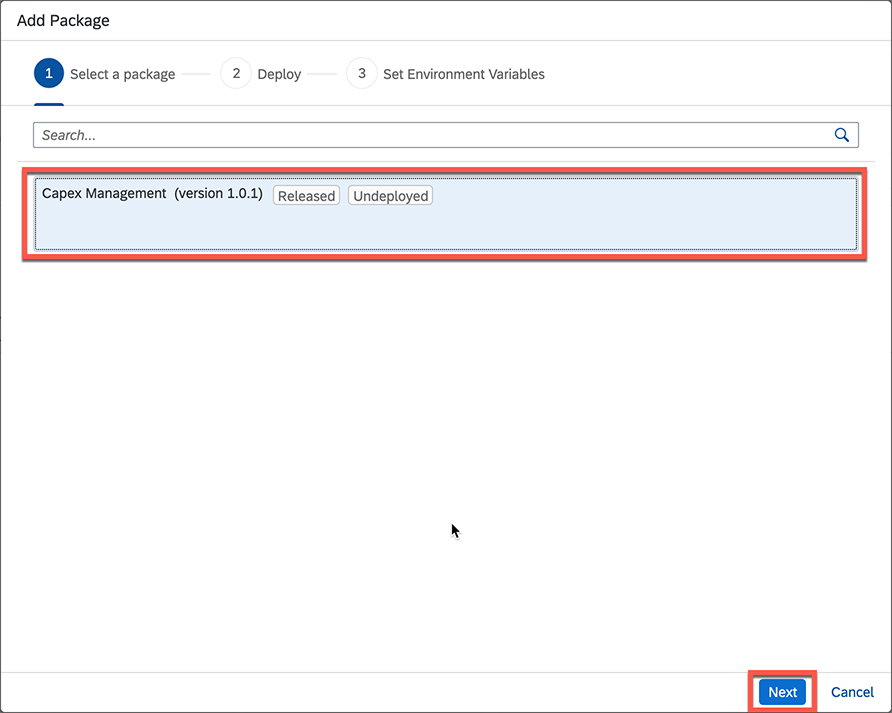 Add Package
1 Select a package 2 Deploy 3 Set Environment Variables
Search...
Capex Management (version 1.0.1) Released Undeployed
Next Cancel